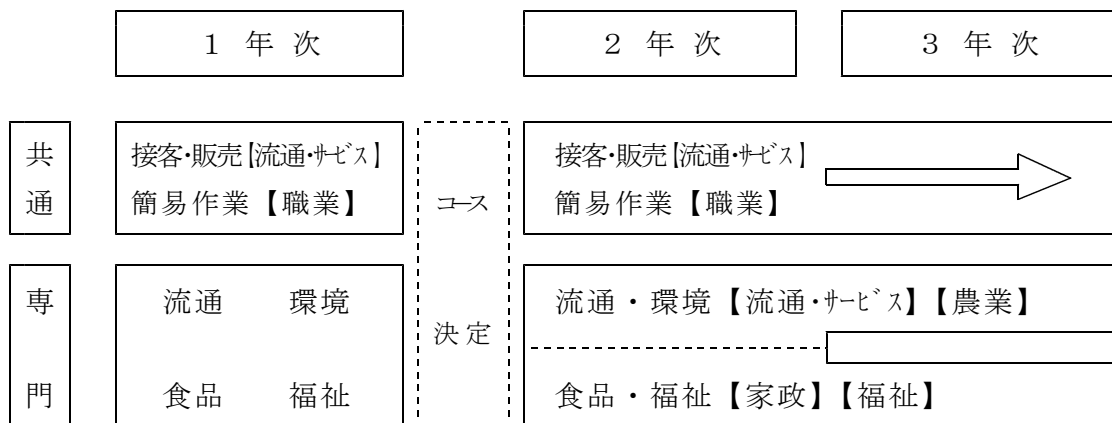 １年次 ２年次 ３年次
共通
接客・販売【流通・サービス】
簡易作業【職業】
コース決定
接客・販売【流通・サービス】
簡易作業【職業】
専門
流通 環境
食品 福祉
流通・環境【流通・サービス】【農業】
食品・福祉【家政】【福祉】